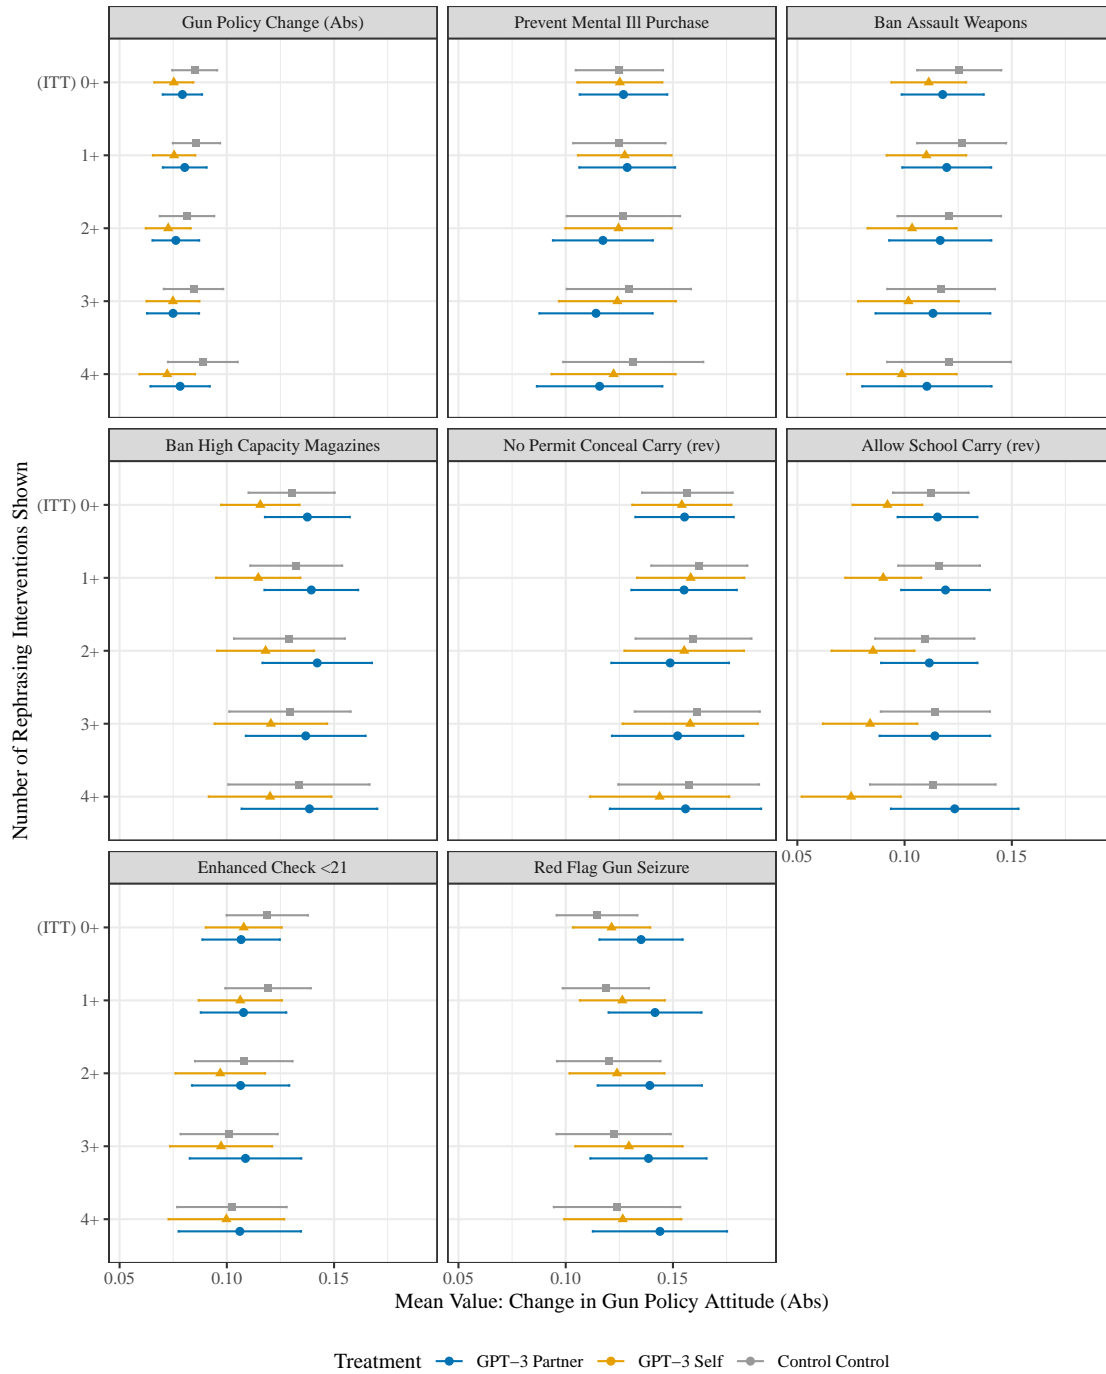 Gun Policy Change (Abs)
Prevent Mental Ill Purchase
Ban Assault Weapons
(ITT) 0+
1+
2+
3+
4+
Ban High Capacity Magazines
No Permit Conceal Carry (rev)
Allow School Carry (rev)
(ITT) 0+
1+
2+
3+
4+
0.05
0.10
0.15
Enhanced Check <21
Red Flag Gun Seizure
(ITT) 0+
1+
2+
3+
4+
0.05
0.10
0.15
0.05
0.10
0.15
Number of Rephrasing Interventions Shown
Mean Value: Change in Gun Policy Attitude (Abs)
Treatment
GPT−3 Partner
GPT−3 Self
Control Control